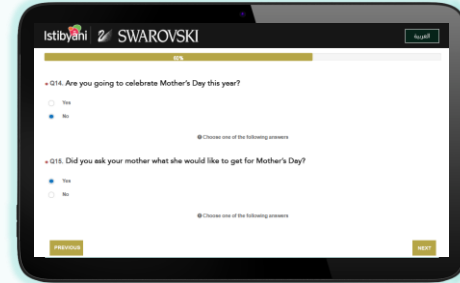 Istibyani SWAROVSKI العربية
Q14. Are you going to celebrate Mother's Day this year?
Yes
No
Choose one of the following answers
Q15. Did you ask your mother what she would like to get for Mother's Day?
Yes
No
Choose one of the following answers
PREVIOUS NEXT